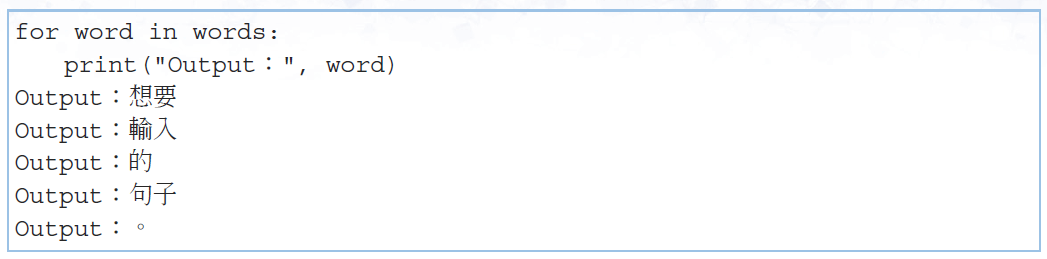 for word in words:
    print("Output：", word)
Output：想要
Output：輸入
Output：的
Output：句子
Output：。